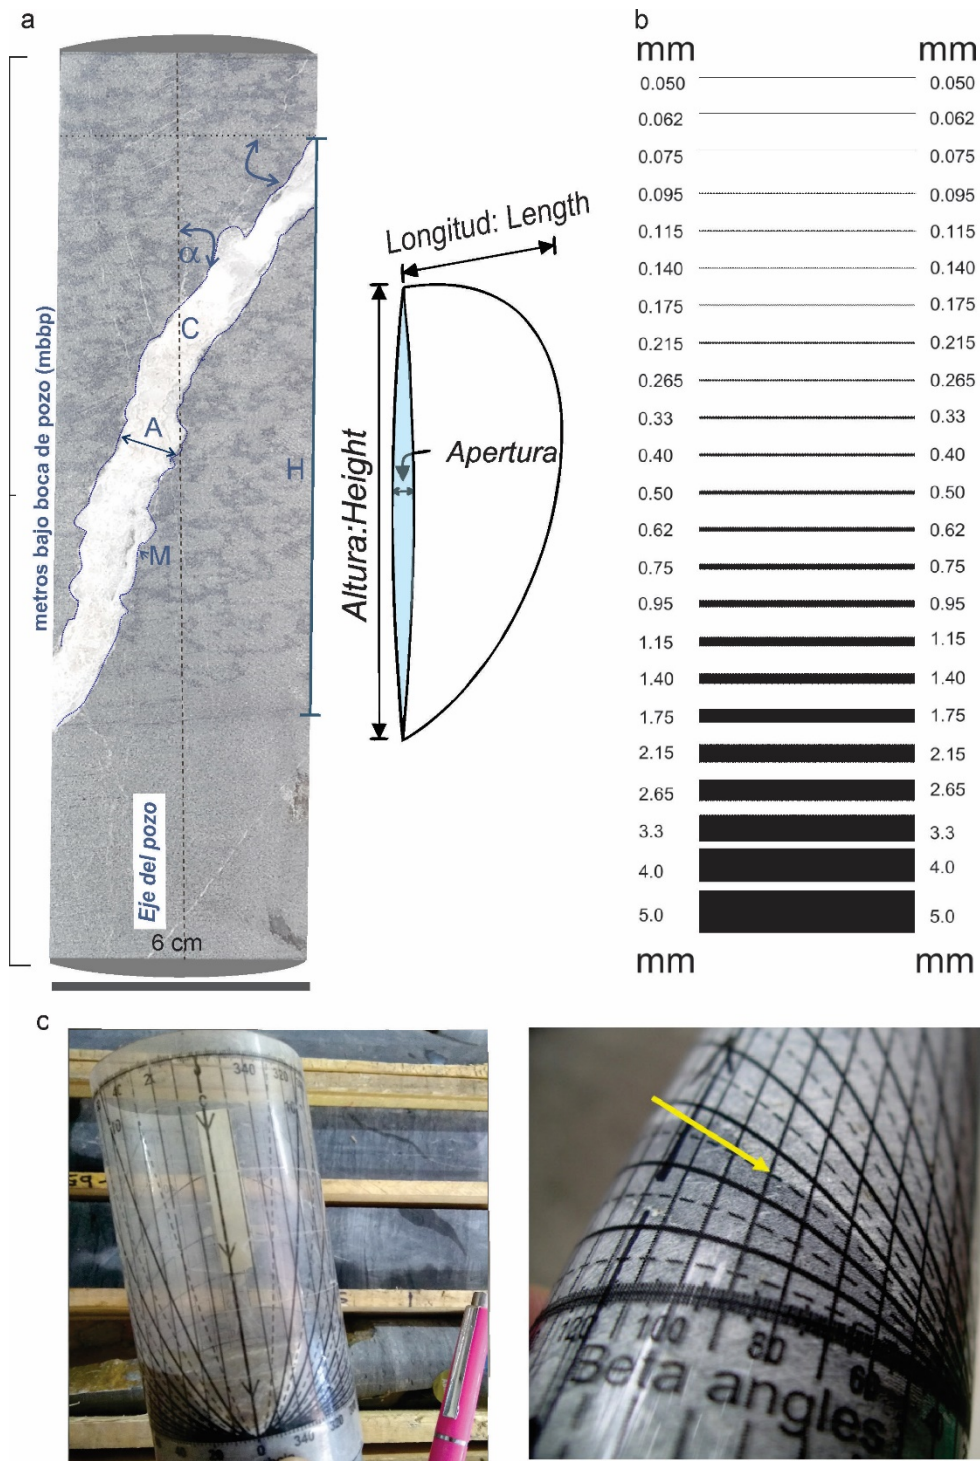 a
metros bajo boca de pozo (mbbp)
α
C
A
H
M
Eje del pozo
6 cm
Longitud: Length
Altura:Height
Apertura
b
mm mm
0.050 0.050
0.062 0.062
0.075 0.075
0.095 0.095
0.115 0.115
0.140 0.140
0.175 0.175
0.215 0.215
0.265 0.265
0.33 0.33
0.40 0.40
0.50 0.50
0.62 0.62
0.75 0.75
0.95 0.95
1.15 1.15
1.40 1.40
1.75 1.75
2.15 2.15
2.65 2.65
3.3 3.3
4.0 4.0
5.0 5.0
mm mm
c
340 320
0 340 320
120 100 80 60
Beta angles